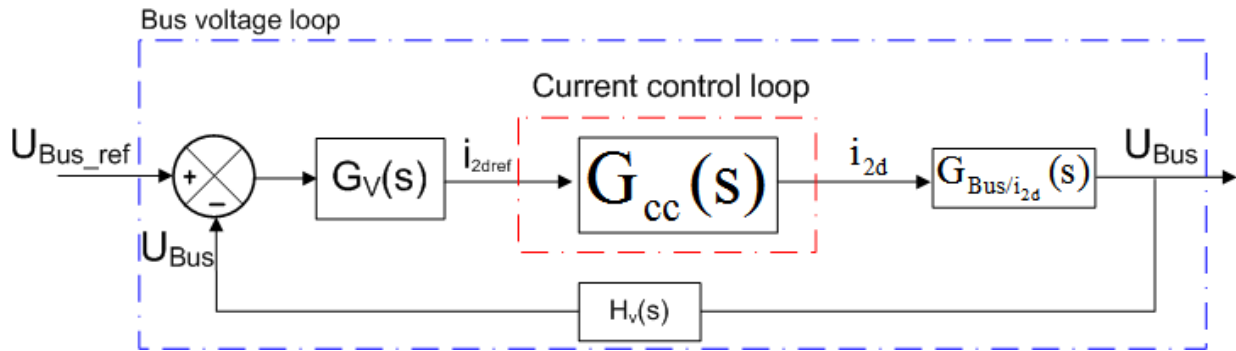 Bus voltage loop
Current control loop
U_Bus_ref
+
−
G_V(s)
i_2dref
G_cc(s)
i_2d
G_Bus/i_2d(s)
U_Bus
U_Bus
H_v(s)